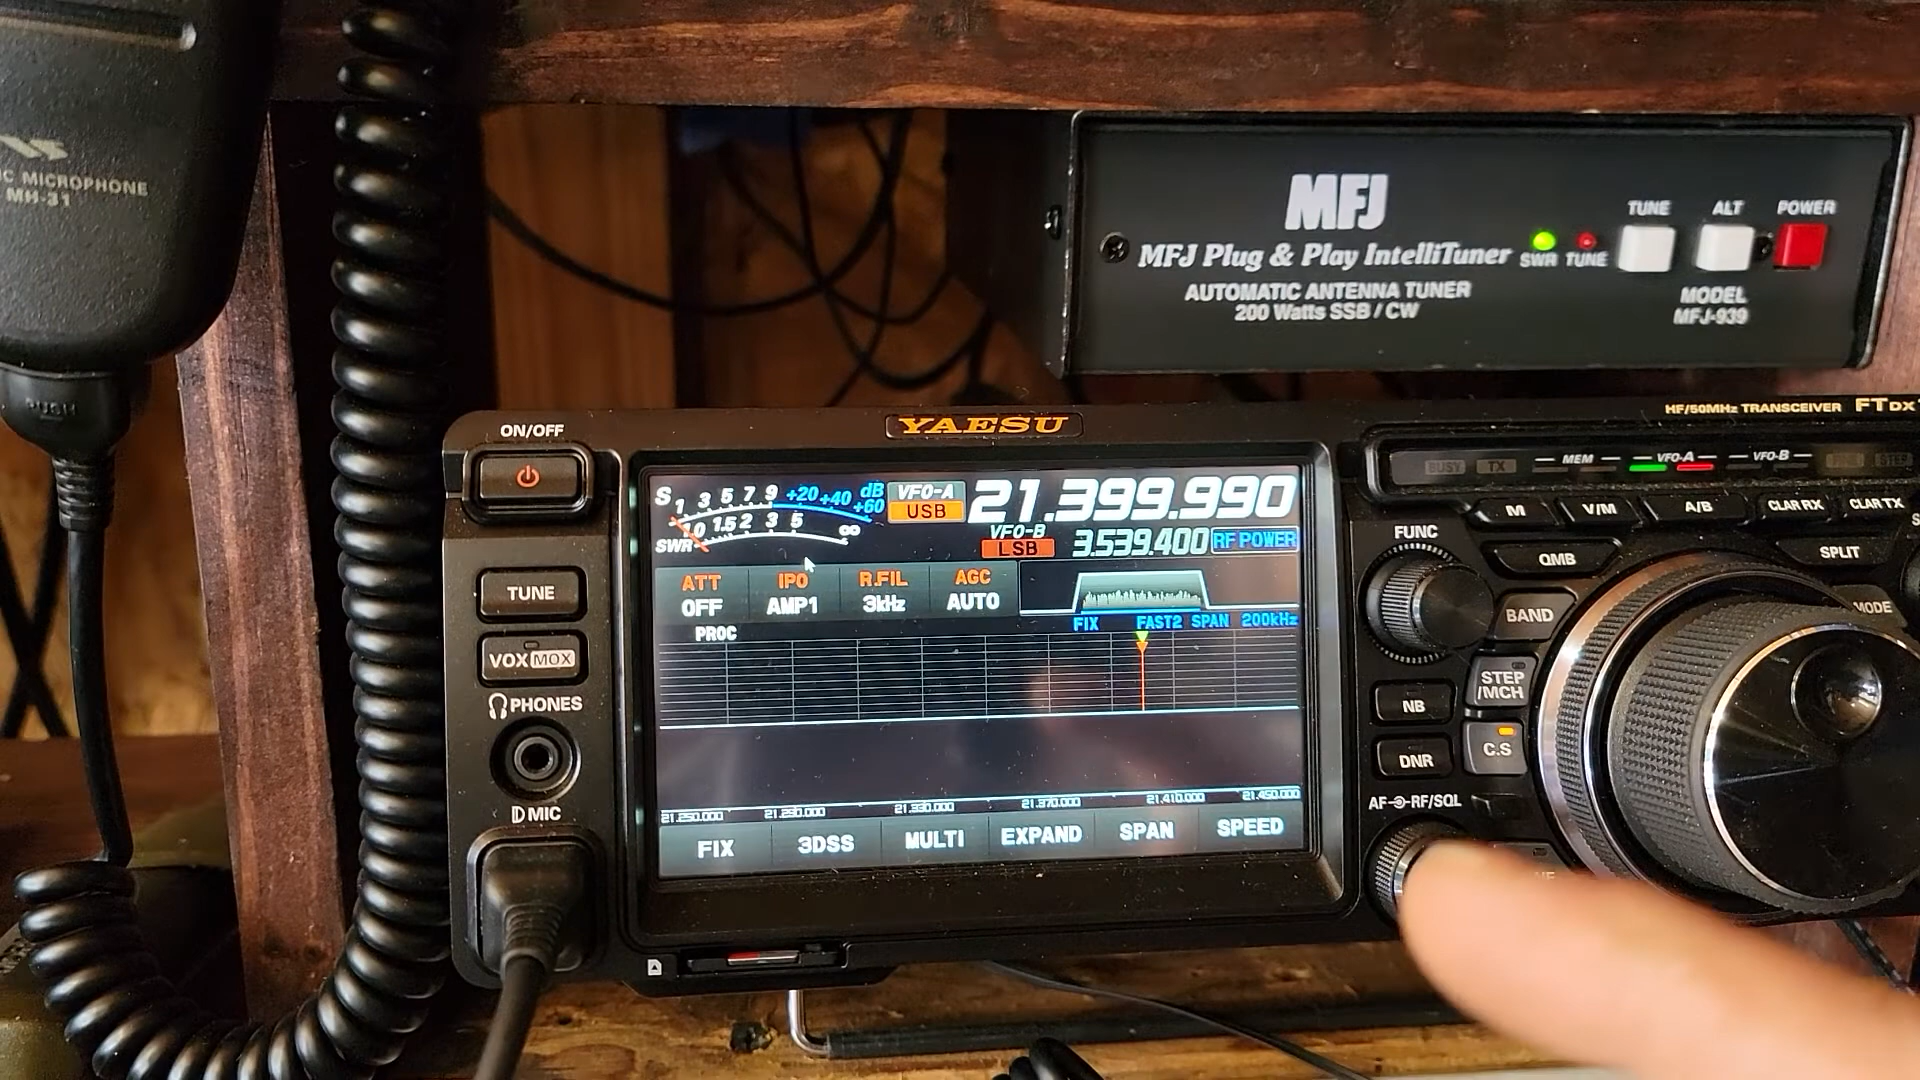 C MICROPHONE
MH-31
PUSH
MFJ
MFJ Plug & Play IntelliTuner
AUTOMATIC ANTENNA TUNER
200 Watts SSB / CW
SWR TUNE
TUNE ALT POWER
MODEL
MFJ-939
ON/OFF
YAESU
HF/50MHz TRANSCEIVER FTDX
BUSY TX MEM VFO-A VFO-B
M V/M A/B CLAR RX CLAR TX
FUNC
QMB SPLIT
BAND MODE
STEP
/MCH
NB
C.S
DNR
AF RF/SQL
TUNE
VOX MOX
PHONES
MIC
S 1 3 5 7 9 +20 +40 +60 dB
1.0 1.5 2 3 5 ∞
SWR
VFO-A
USB
21.399.990
VFO-B
LSB
3.539.400
RF POWER
ATT IPO R.FIL AGC
OFF AMP1 3kHz AUTO
PROC
FIX FAST2 SPAN 200kHz
21.250.000 21.290.000 21.330.000 21.370.000 21.410.000 21.450.000
FIX 3DSS MULTI EXPAND SPAN SPEED